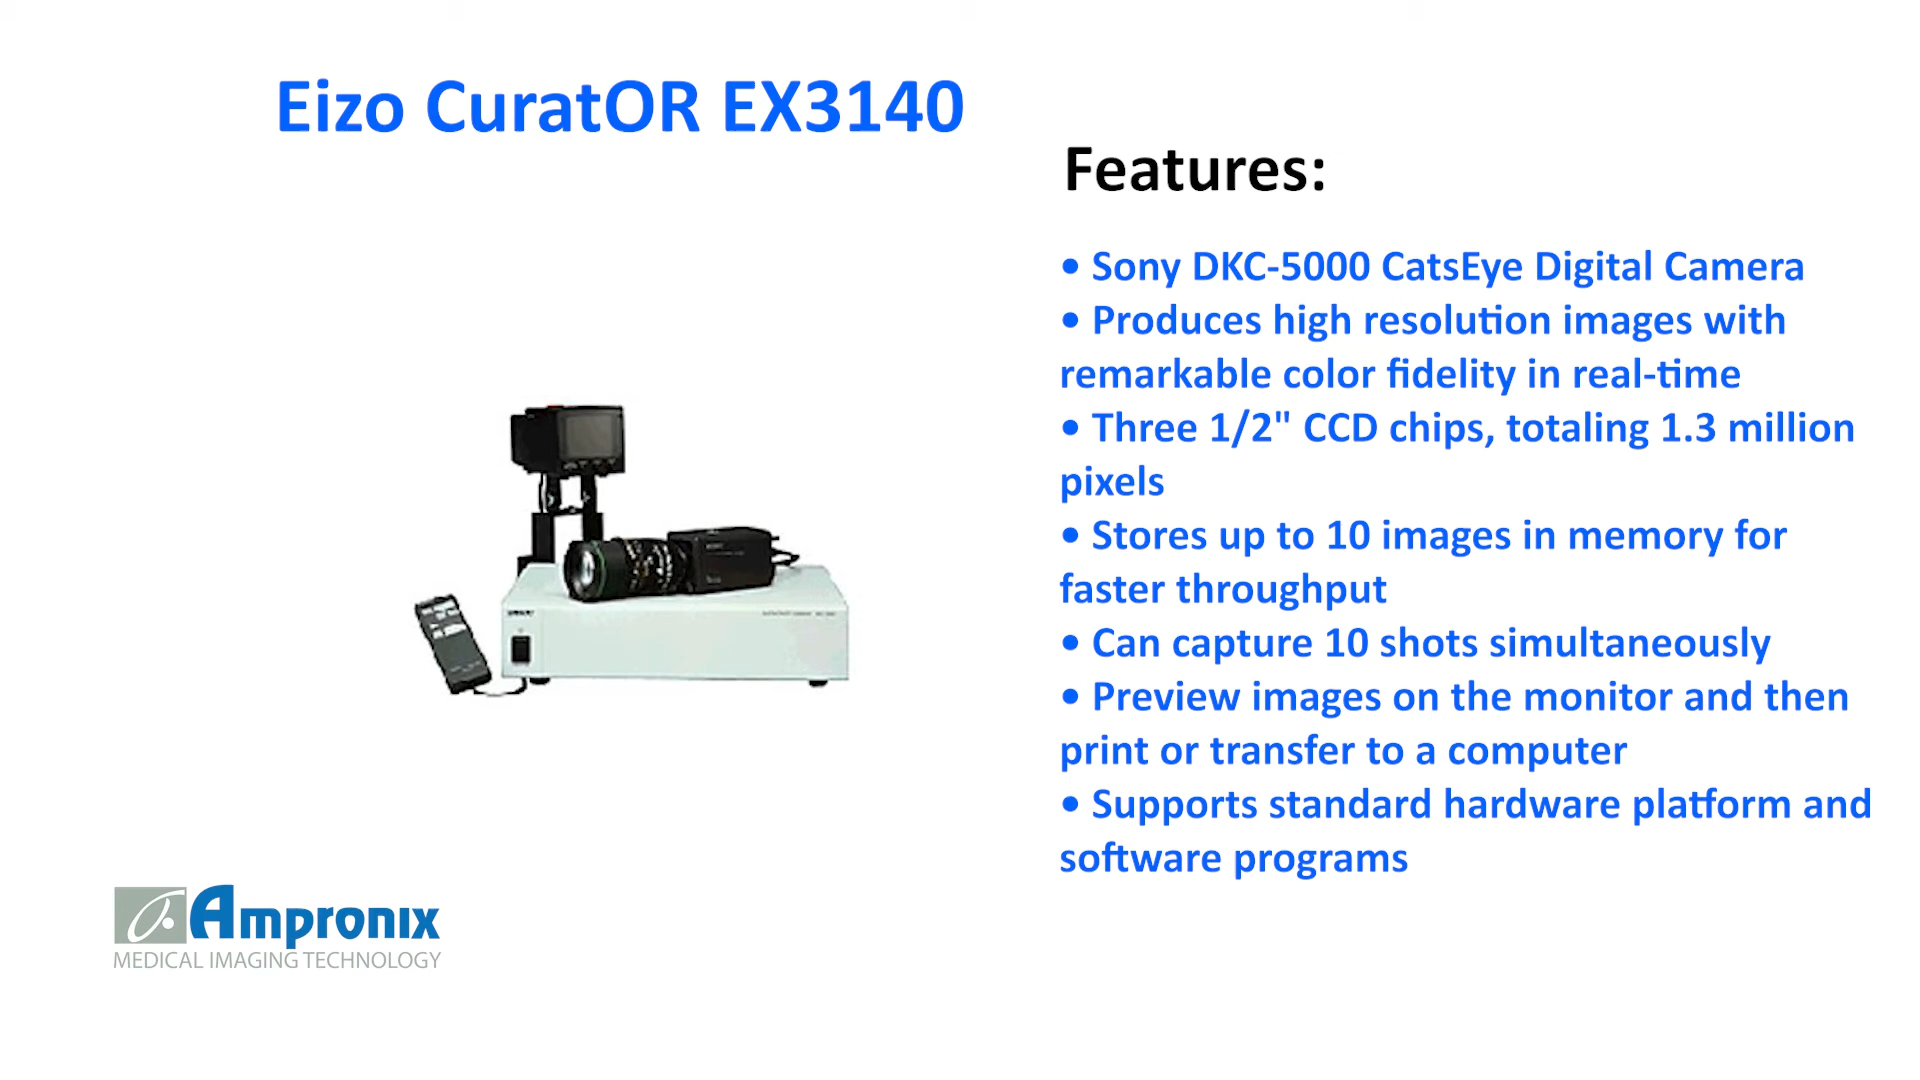 Eizo CuratOR EX3140
Features:
• Sony DKC-5000 CatsEye Digital Camera
• Produces high resolution images with
remarkable color fidelity in real-time
• Three 1/2" CCD chips, totaling 1.3 million
pixels
• Stores up to 10 images in memory for
faster throughput
• Can capture 10 shots simultaneously
• Preview images on the monitor and then
print or transfer to a computer
• Supports standard hardware platform and
software programs
Ampronix
MEDICAL IMAGING TECHNOLOGY